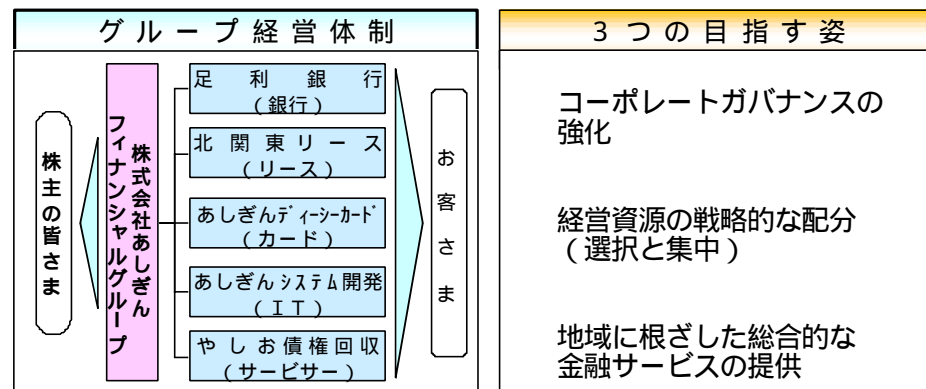 グループ経営体制
株主の皆さま
株式会社あしぎん
フィナンシャルグループ
足利銀行
(銀行)
北関東リース
(リース)
あしぎんディーシーカード
(カード)
あしぎんシステム開発
(IT)
やしお債権回収
(サービサー)
お客さま
3つの目指す姿
コーポレートガバナンスの
強化
経営資源の戦略的な配分
(選択と集中)
地域に根ざした総合的な
金融サービスの提供